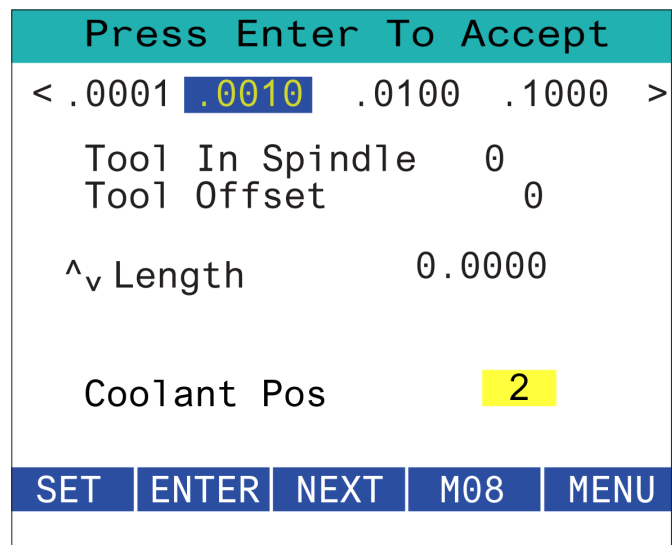 Press Enter To Accept
< .0001 .0010 .0100 .1000 >
Tool In Spindle 0
Tool Offset 0
^v Length 0.0000
Coolant Pos 2
SET ENTER NEXT M08 MENU